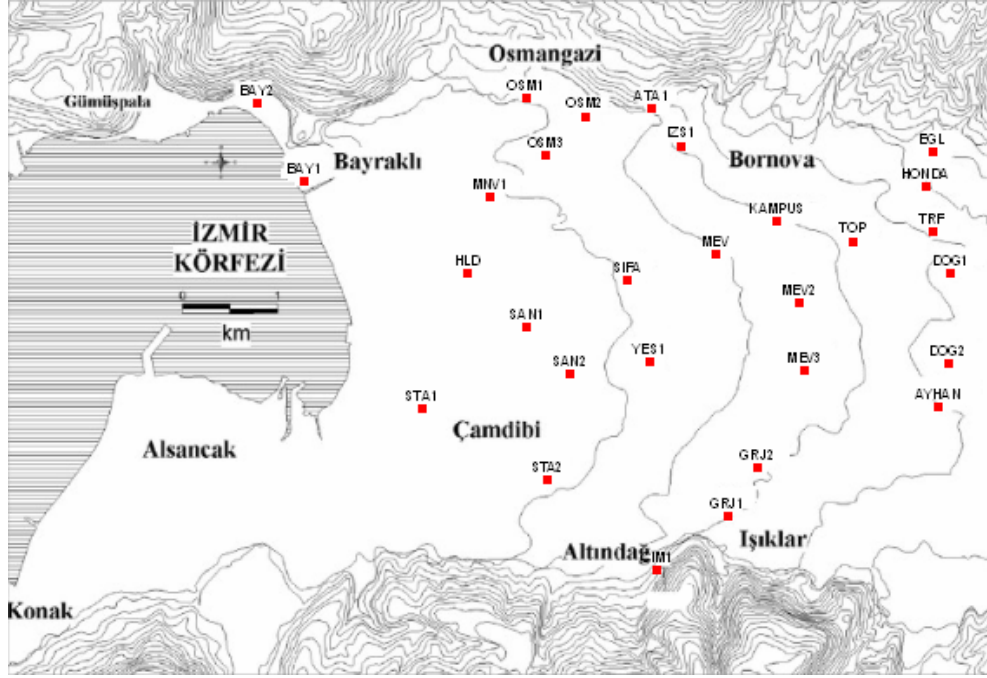 Osmangazi
BAY2
OSM1
Gümüşpala
OSM2
ATA1
IZS1
OSM3
EGL
Bayraklı
Bornova
BAY1
MNV1
HONDA
KAMPUS
TRF
TOP
İZMİR
KÖRFEZİ
MEV
HLD
SIFA
DOG1
0 1
km
MEV2
SAN1
YES1
SAN2
MEV3
DOG2
STA1
AYHAN
Çamdibi
Alsancak
GRJ2
STA2
GRJ1
Işıklar
Altındağ
IM1
Konak